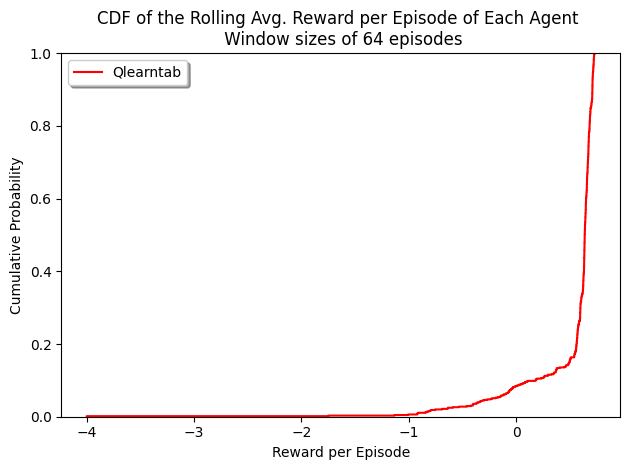 CDF of the Rolling Avg. Reward per Episode of Each Agent
Window sizes of 64 episodes
Qlearntab
Cumulative Probability
1.0
0.8
0.6
0.4
0.2
0.0
−4
−3
−2
−1
0
Reward per Episode